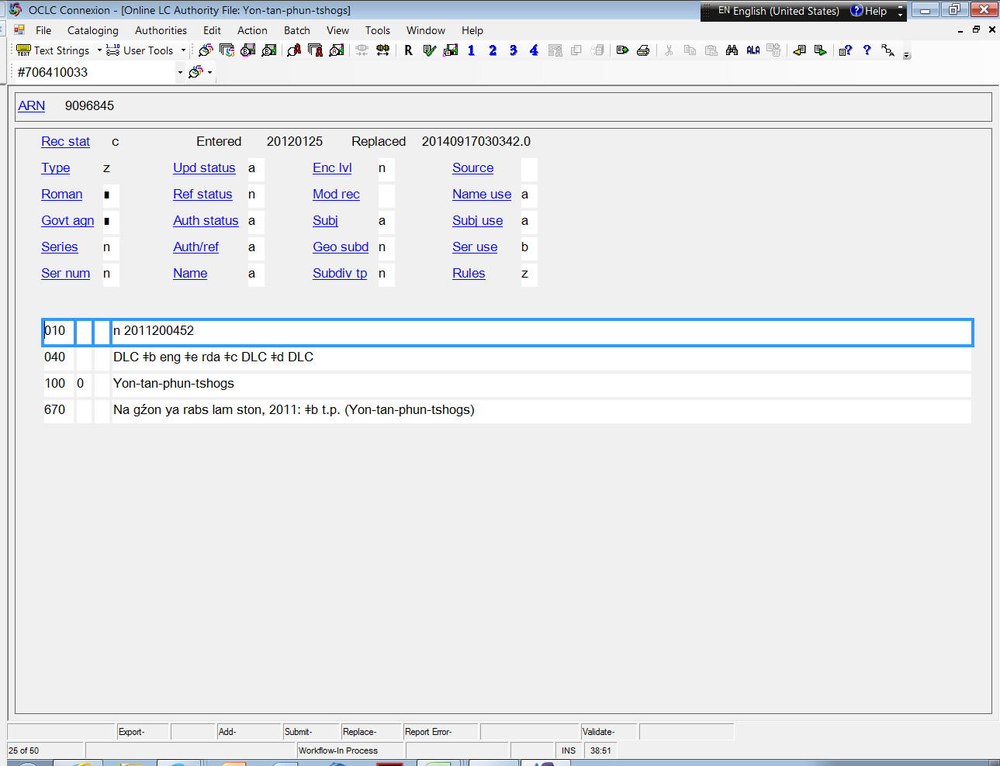 OCLC Connexion - [Online LC Authority File: Yon-tan-phun-tshogs]
EN English (United States) Help
File Cataloging Authorities Edit Action Batch View Tools Window Help
Text Strings User Tools R 1 2 3 4 ALA
#706410033
ARN 9096845
Rec stat c Entered 20120125 Replaced 20140917030342.0
Type z Upd status a Enc lvl n Source
Roman ∎ Ref status n Mod rec Name use a
Govt agn ∎ Auth status a Subj a Subj use a
Series n Auth/ref a Geo subd n Ser use b
Ser num n Name a Subdiv tp n Rules z
010 n 2011200452
040 DLC ǂb eng ǂe rda ǂc DLC ǂd DLC
100 0 Yon-tan-phun-tshogs
670 Na gźon ya rabs lam ston, 2011: ǂb t.p. (Yon-tan-phun-tshogs)
Export- Add- Submit- Replace- Report Error- Validate-
25 of 50 Workflow-In Process INS 38:51